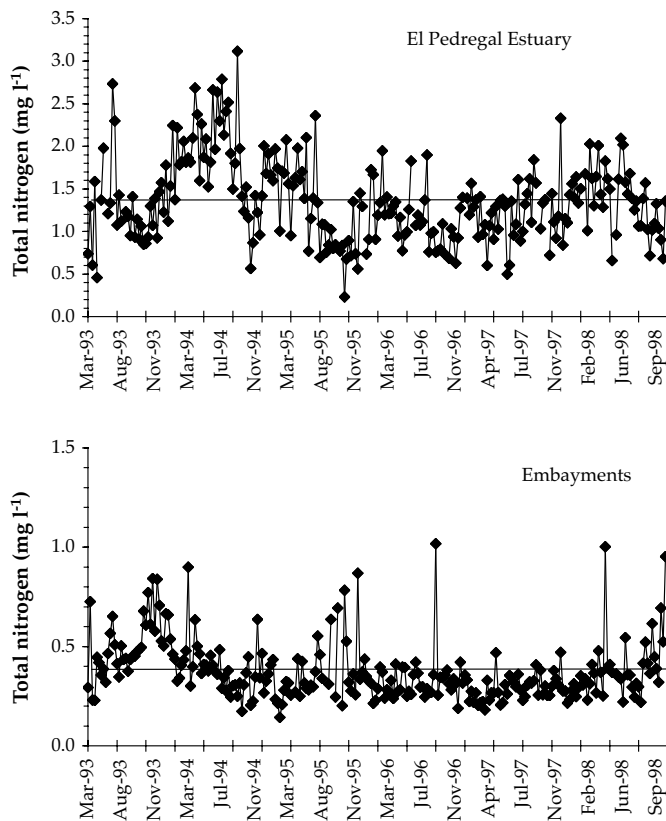 El Pedregal Estuary
Total nitrogen (mg l-1)
3.5
3.0
2.5
2.0
1.5
1.0
0.5
0.0
Mar-93
Aug-93
Nov-93
Mar-94
Jul-94
Nov-94
Mar-95
Aug-95
Nov-95
Mar-96
Jul-96
Nov-96
Apr-97
Jul-97
Nov-97
Feb-98
Jun-98
Sep-98
Embayments
Total nitrogen (mg l-1)
1.5
1.0
0.5
0.0
Mar-93
Aug-93
Nov-93
Mar-94
Jul-94
Nov-94
Mar-95
Aug-95
Nov-95
Mar-96
Jul-96
Nov-96
Apr-97
Jul-97
Nov-97
Feb-98
Jun-98
Sep-98